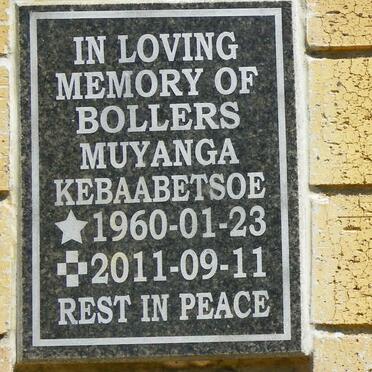 IN LOVING
MEMORY OF
BOLLERS
MUYANGA
KEBAABETSOE
1960-01-23
2011-09-11
REST IN PEACE